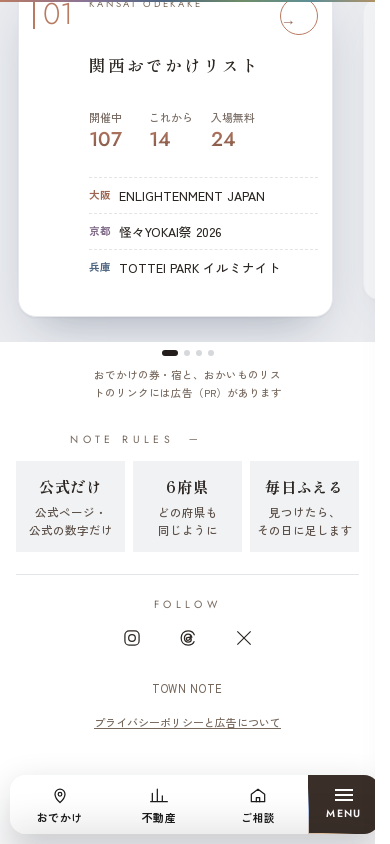 01 KANSAI ODEKAKE
→
関西おでかけリスト
開催中 これから 入場無料
107 14 24
大阪 ENLIGHTENMENT JAPAN
京都 怪々YOKAI祭 2026
兵庫 TOTTEI PARK イルミナイト
おでかけの券・宿と、おかいものリス
トのリンクには広告（PR）があります
NOTE RULES —
公式だけ 6府県 毎日ふえる
公式ページ・ どの府県も 見つけたら、
公式の数字だけ 同じように その日に足します
FOLLOW
TOWN NOTE
プライバシーポリシーと広告について
おでかけ 不動産 ご相談 MENU